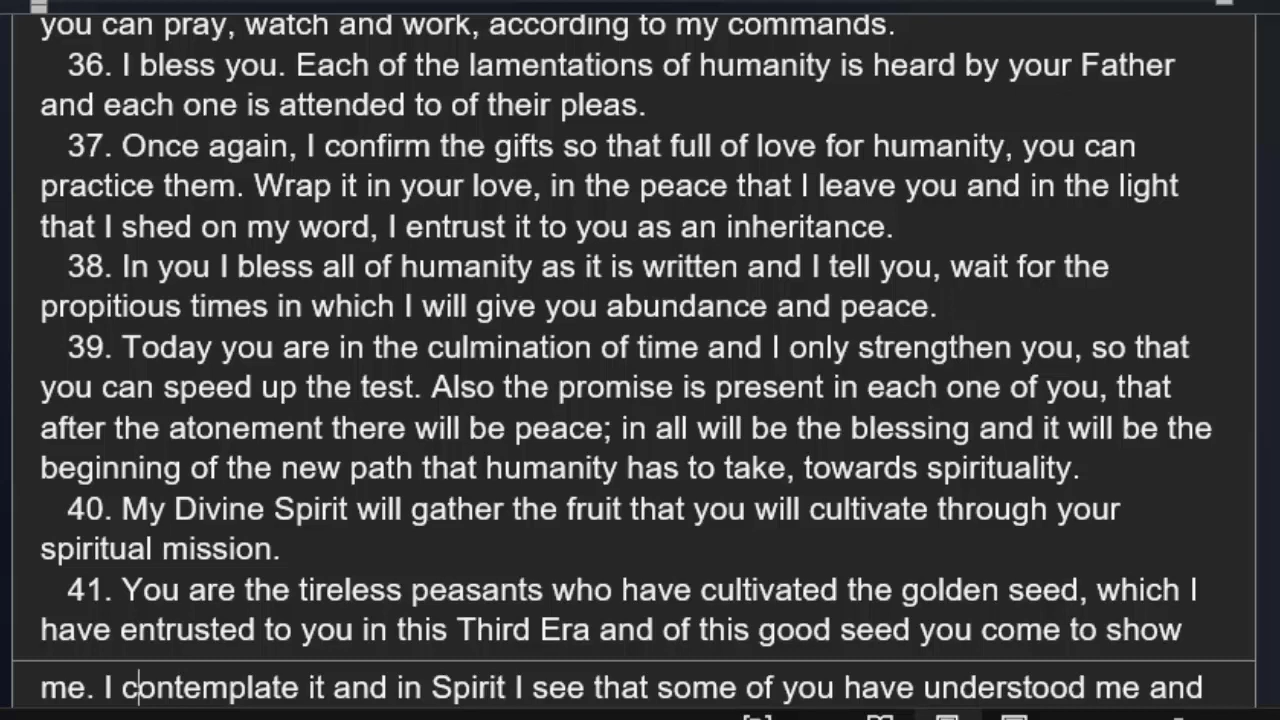 you can pray, watch and work, according to my commands.
36. I bless you. Each of the lamentations of humanity is heard by your Father
and each one is attended to of their pleas.
37. Once again, I confirm the gifts so that full of love for humanity, you can
practice them. Wrap it in your love, in the peace that I leave you and in the light
that I shed on my word, I entrust it to you as an inheritance.
38. In you I bless all of humanity as it is written and I tell you, wait for the
propitious times in which I will give you abundance and peace.
39. Today you are in the culmination of time and I only strengthen you, so that
you can speed up the test. Also the promise is present in each one of you, that
after the atonement there will be peace; in all will be the blessing and it will be the
beginning of the new path that humanity has to take, towards spirituality.
40. My Divine Spirit will gather the fruit that you will cultivate through your
spiritual mission.
41. You are the tireless peasants who have cultivated the golden seed, which I
have entrusted to you in this Third Era and of this good seed you come to show
me. I contemplate it and in Spirit I see that some of you have understood me and